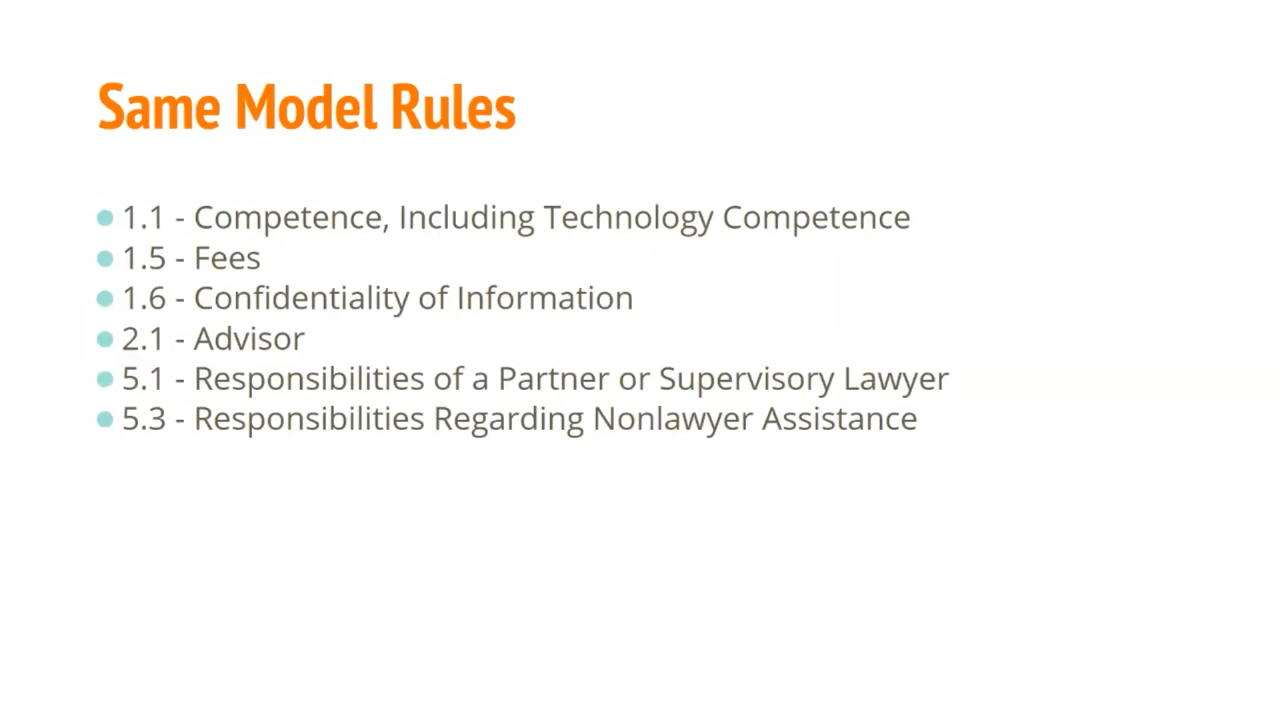 Same Model Rules
1.1 - Competence, Including Technology Competence
1.5 - Fees
1.6 - Confidentiality of Information
2.1 - Advisor
5.1 - Responsibilities of a Partner or Supervisory Lawyer
5.3 - Responsibilities Regarding Nonlawyer Assistance